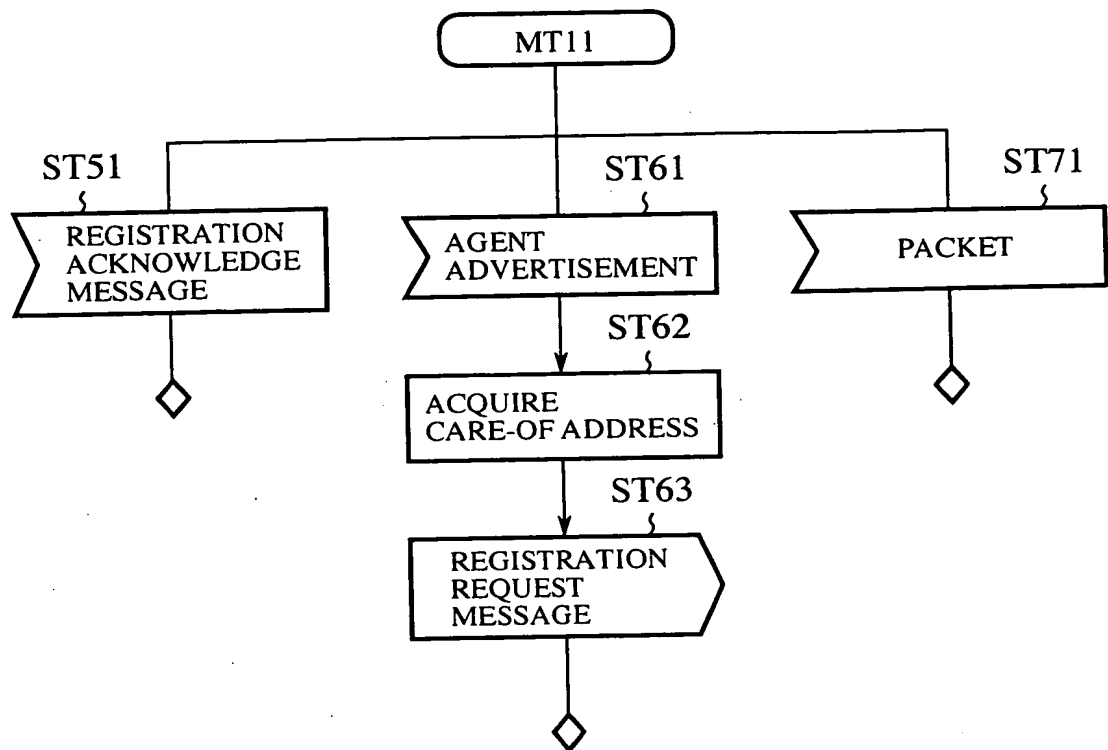 MT11
ST51
REGISTRATION
ACKNOWLEDGE
MESSAGE
ST61
AGENT
ADVERTISEMENT
ST71
PACKET
ST62
ACQUIRE
CARE-OF ADDRESS
ST63
REGISTRATION
REQUEST
MESSAGE